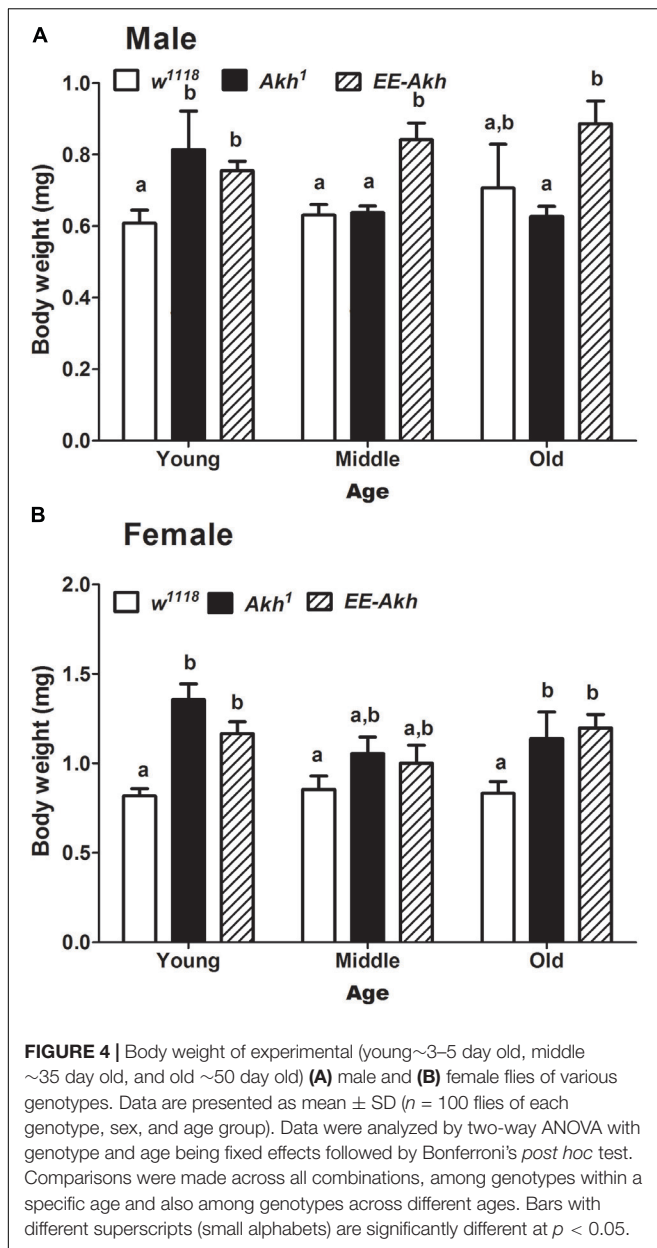 A Male
w1118 Akh1 EE-Akh
1.0
0.8
0.6
0.4
0.2
0.0
Body weight (mg)
a b b a a b a,b a b
Young Middle Old
Age
B Female
w1118 Akh1 EE-Akh
2.0
1.5
1.0
0.5
0.0
Body weight (mg)
a b b a a,b a,b a b b
Young Middle Old
Age
FIGURE 4 | Body weight of experimental (young~3–5 day old, middle
~35 day old, and old ~50 day old) (A) male and (B) female flies of various
genotypes. Data are presented as mean ± SD (n = 100 flies of each
genotype, sex, and age group). Data were analyzed by two-way ANOVA with
genotype and age being fixed effects followed by Bonferroni's post hoc test.
Comparisons were made across all combinations, among genotypes within a
specific age and also among genotypes across different ages. Bars with
different superscripts (small alphabets) are significantly different at p < 0.05.